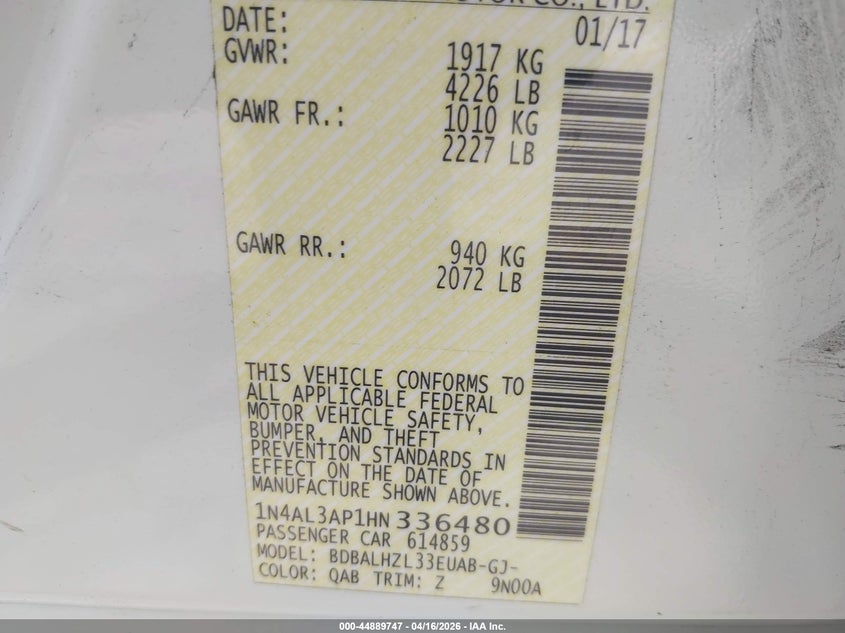 MOTOR CO., LTD.
DATE: 01/17
GVWR: 1917 KG
4226 LB
GAWR FR.: 1010 KG
2227 LB
GAWR RR.: 940 KG
2072 LB
THIS VEHICLE CONFORMS TO
ALL APPLICABLE FEDERAL
MOTOR VEHICLE SAFETY,
BUMPER, AND THEFT
PREVENTION STANDARDS IN
EFFECT ON THE DATE OF
MANUFACTURE SHOWN ABOVE.
1N4AL3AP1HN336480
PASSENGER CAR 614859
MODEL: BDBALHZL33EUAB-GJ-
COLOR: QAB TRIM: Z 9N00A
000-44889747 - 04/16/2026 - IAA Inc.